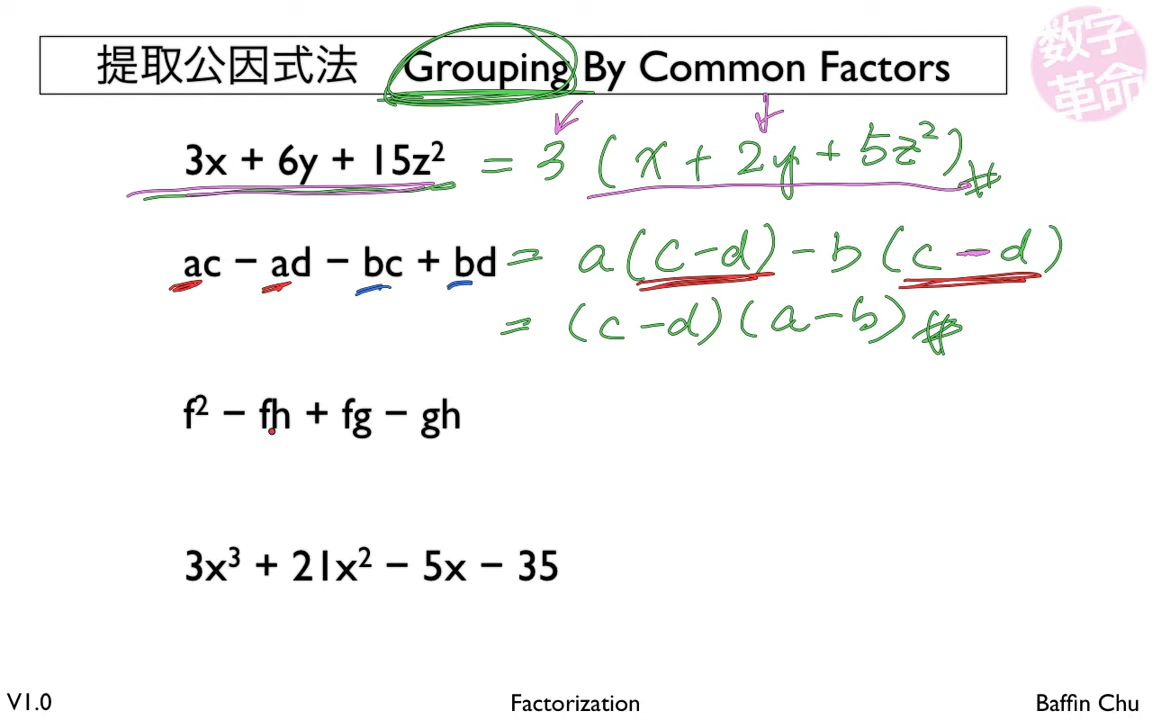 提取公因式法 Grouping By Common Factors
数字
革命
3x + 6y + 15z² = 3 (x + 2y + 5z²)
ac − ad − bc + bd = a (c − d) − b (c − d)
= (c − d) (a − b)
f² − fh + fg − gh
3x³ + 21x² − 5x − 35
V1.0 Factorization Baffin Chu